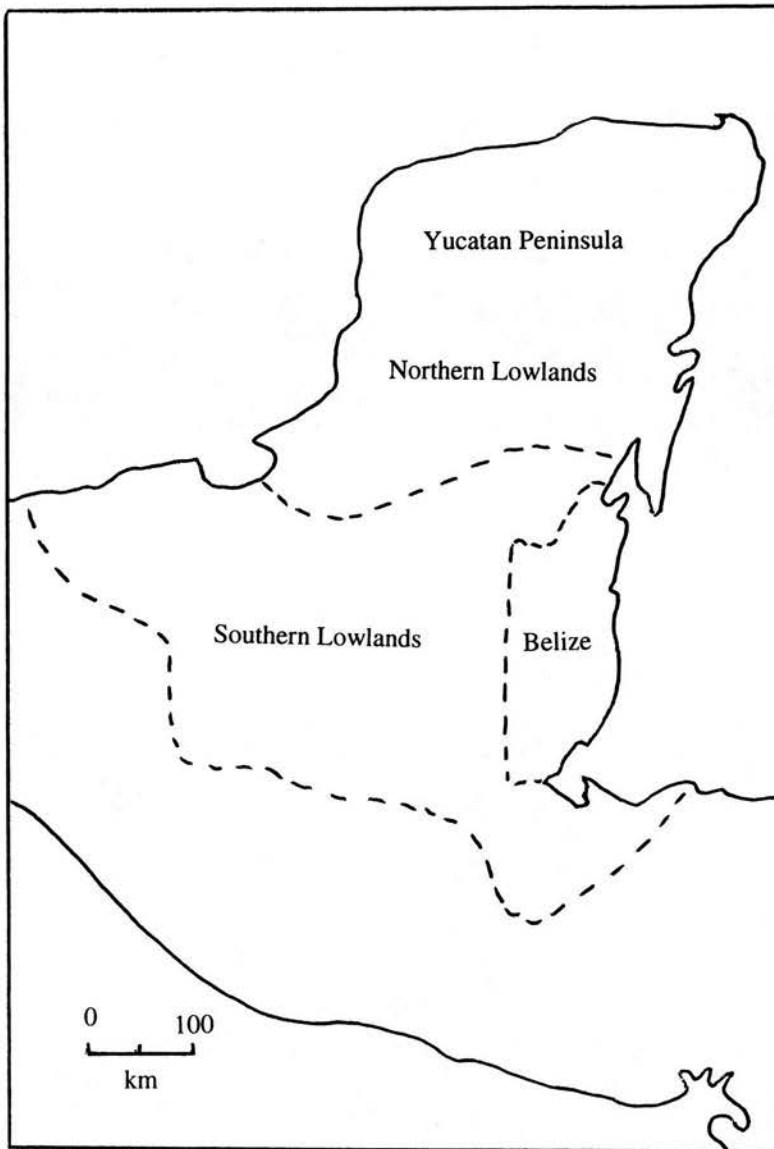 Yucatan Peninsula
Northern Lowlands
Southern Lowlands
Belize
0 100
km